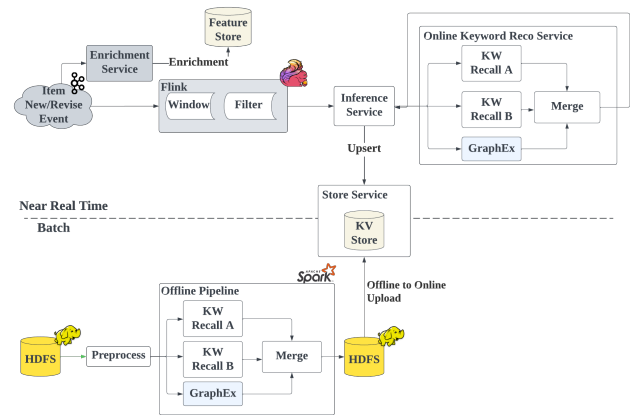 Feature
Store
Enrichment
Service
Enrichment
Item
New/Revise
Event
Flink
Window
Filter
Inference
Service
Online Keyword Reco Service
KW
Recall A
KW
Recall B
GraphEx
Merge
Upsert
Store Service
KV
Store
Near Real Time
Batch
APACHE
Spark
Offline to Online
Upload
Offline Pipeline
KW
Recall A
KW
Recall B
GraphEx
Merge
HDFS
Preprocess
HDFS